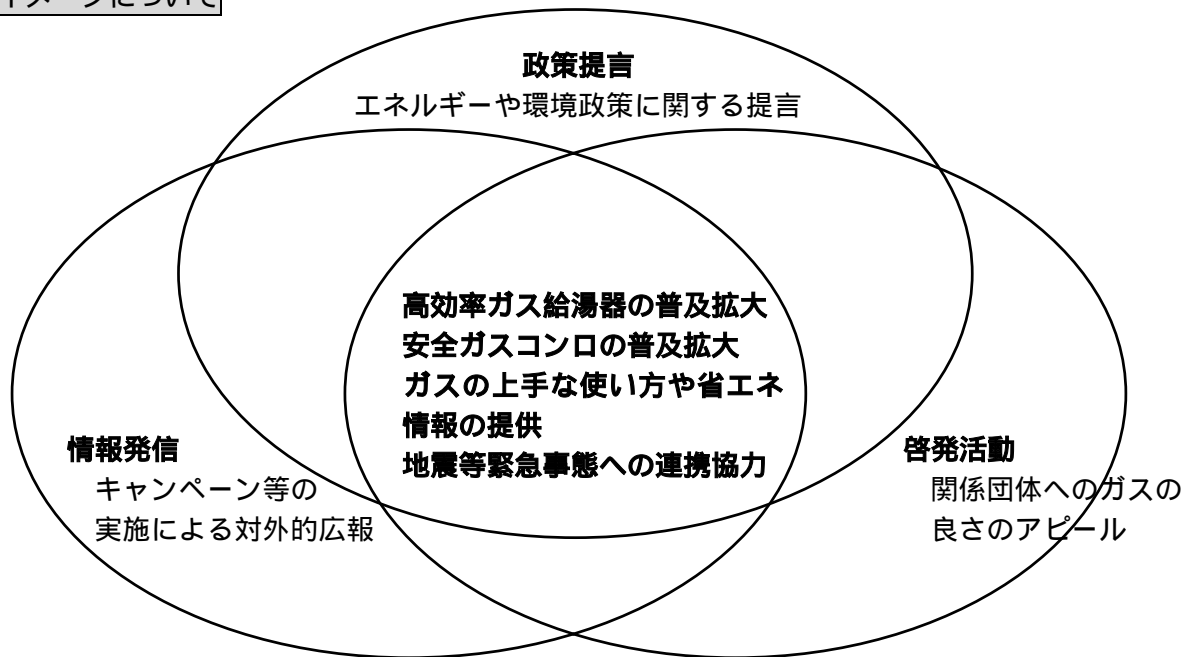 イメージについて
政策提言
エネルギーや環境政策に関する提言
高効率ガス給湯器の普及拡大
安全ガスコンロの普及拡大
ガスの上手な使い方や省エネ
情報の提供
地震等緊急事態への連携協力
情報発信
キャンペーン等の
実施による対外的広報
啓発活動
関係団体へのガスの
良さのアピール